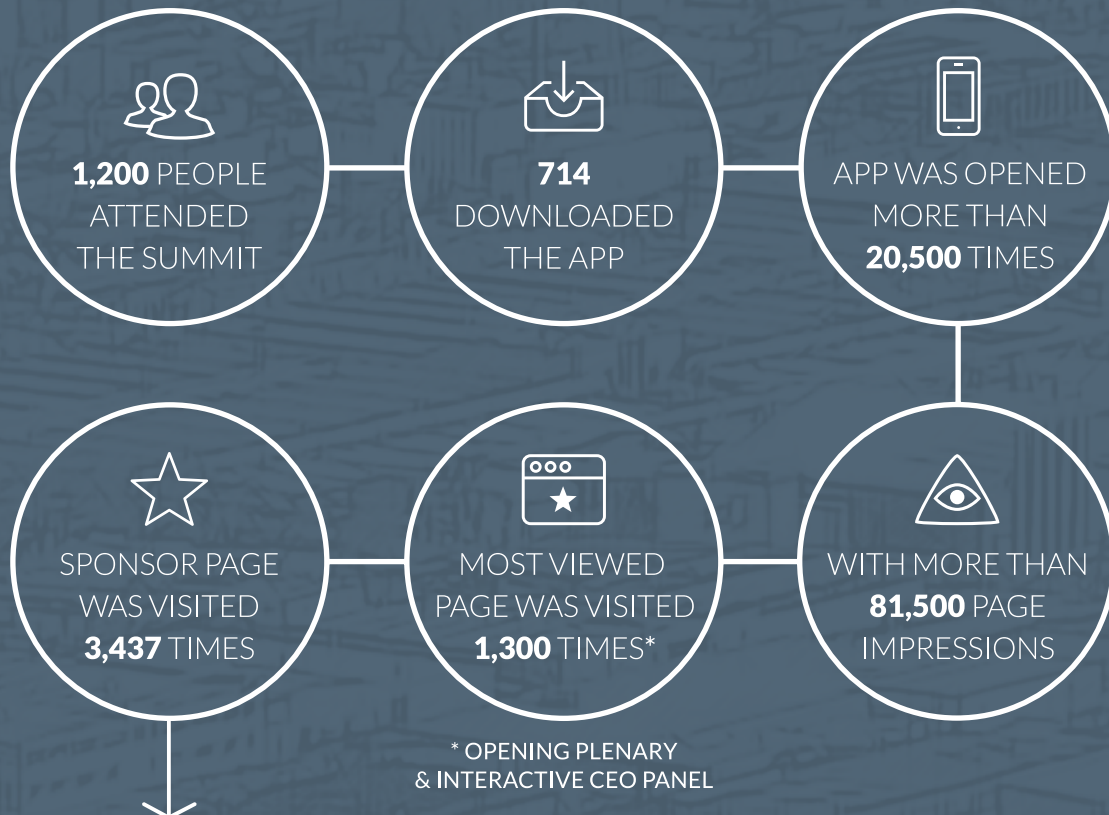 1,200 PEOPLE
ATTENDED
THE SUMMIT
714
DOWNLOADED
THE APP
APP WAS OPENED
MORE THAN
20,500 TIMES
SPONSOR PAGE
WAS VISITED
3,437 TIMES
MOST VIEWED
PAGE WAS VISITED
1,300 TIMES*
WITH MORE THAN
81,500 PAGE
IMPRESSIONS
* OPENING PLENARY
& INTERACTIVE CEO PANEL